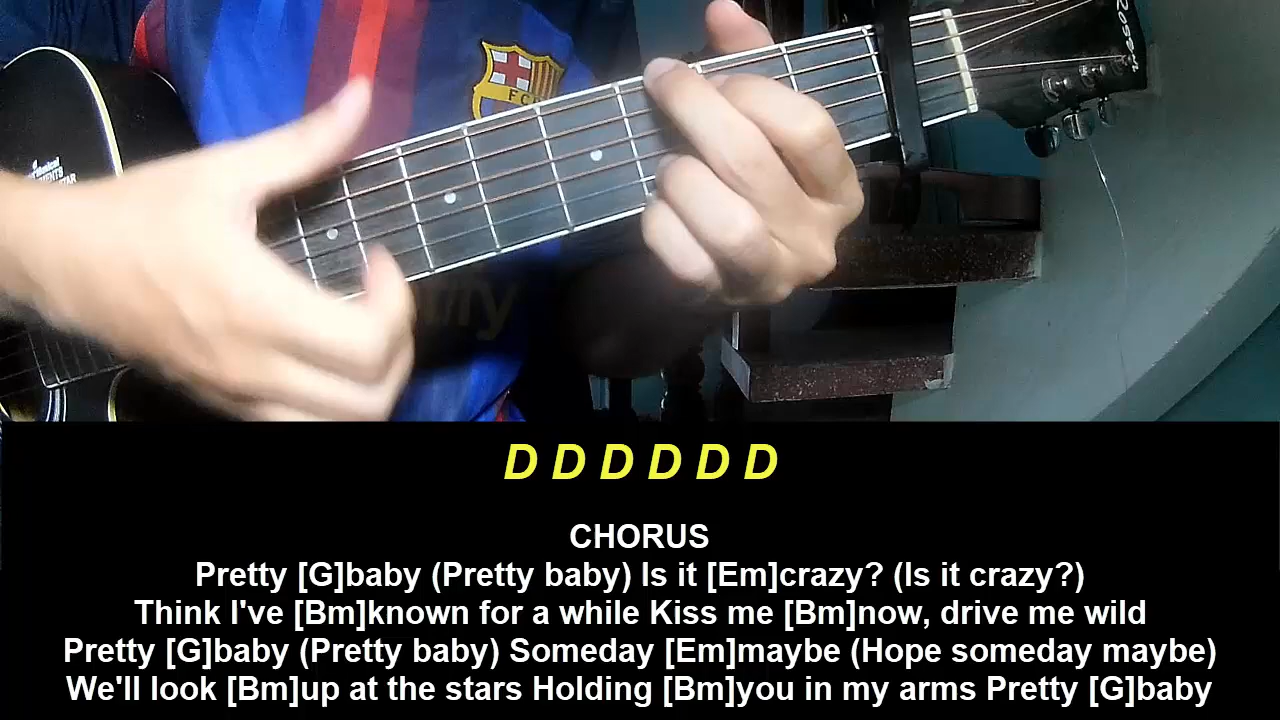 FCB
D D D D D D
CHORUS
Pretty [G]baby (Pretty baby) Is it [Em]crazy? (Is it crazy?)
Think I've [Bm]known for a while Kiss me [Bm]now, drive me wild
Pretty [G]baby (Pretty baby) Someday [Em]maybe (Hope someday maybe)
We'll look [Bm]up at the stars Holding [Bm]you in my arms Pretty [G]baby